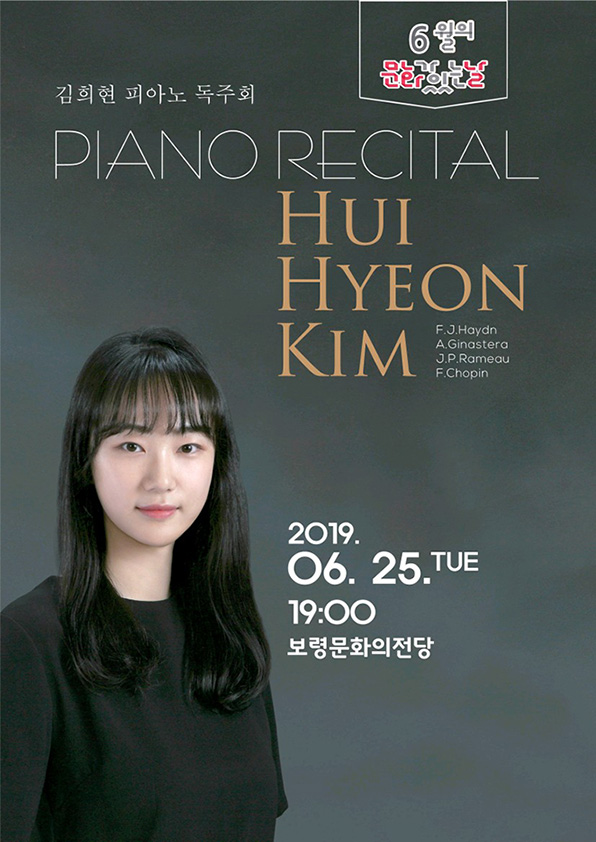 6월의
문화가있는날
김희현 피아노 독주회
PIANO RECITAL
HUI
HYEON
KIM
F.J.Haydn
A.Ginastera
J.P.Rameau
F.Chopin
2019.
06. 25.TUE
19:00
보령문화의전당